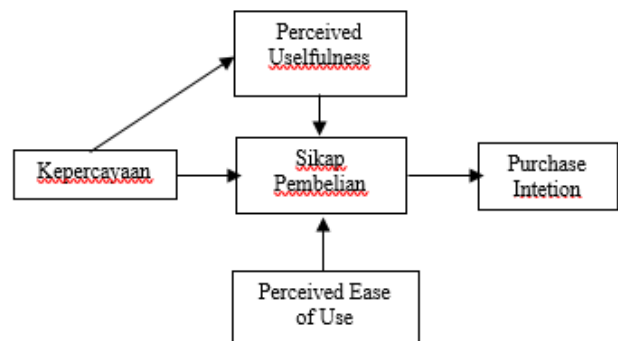 Perceived
Uselfulness
Kepercayaan
Sikap
Pembelian
Purchase
Intetion
Perceived Ease
of Use